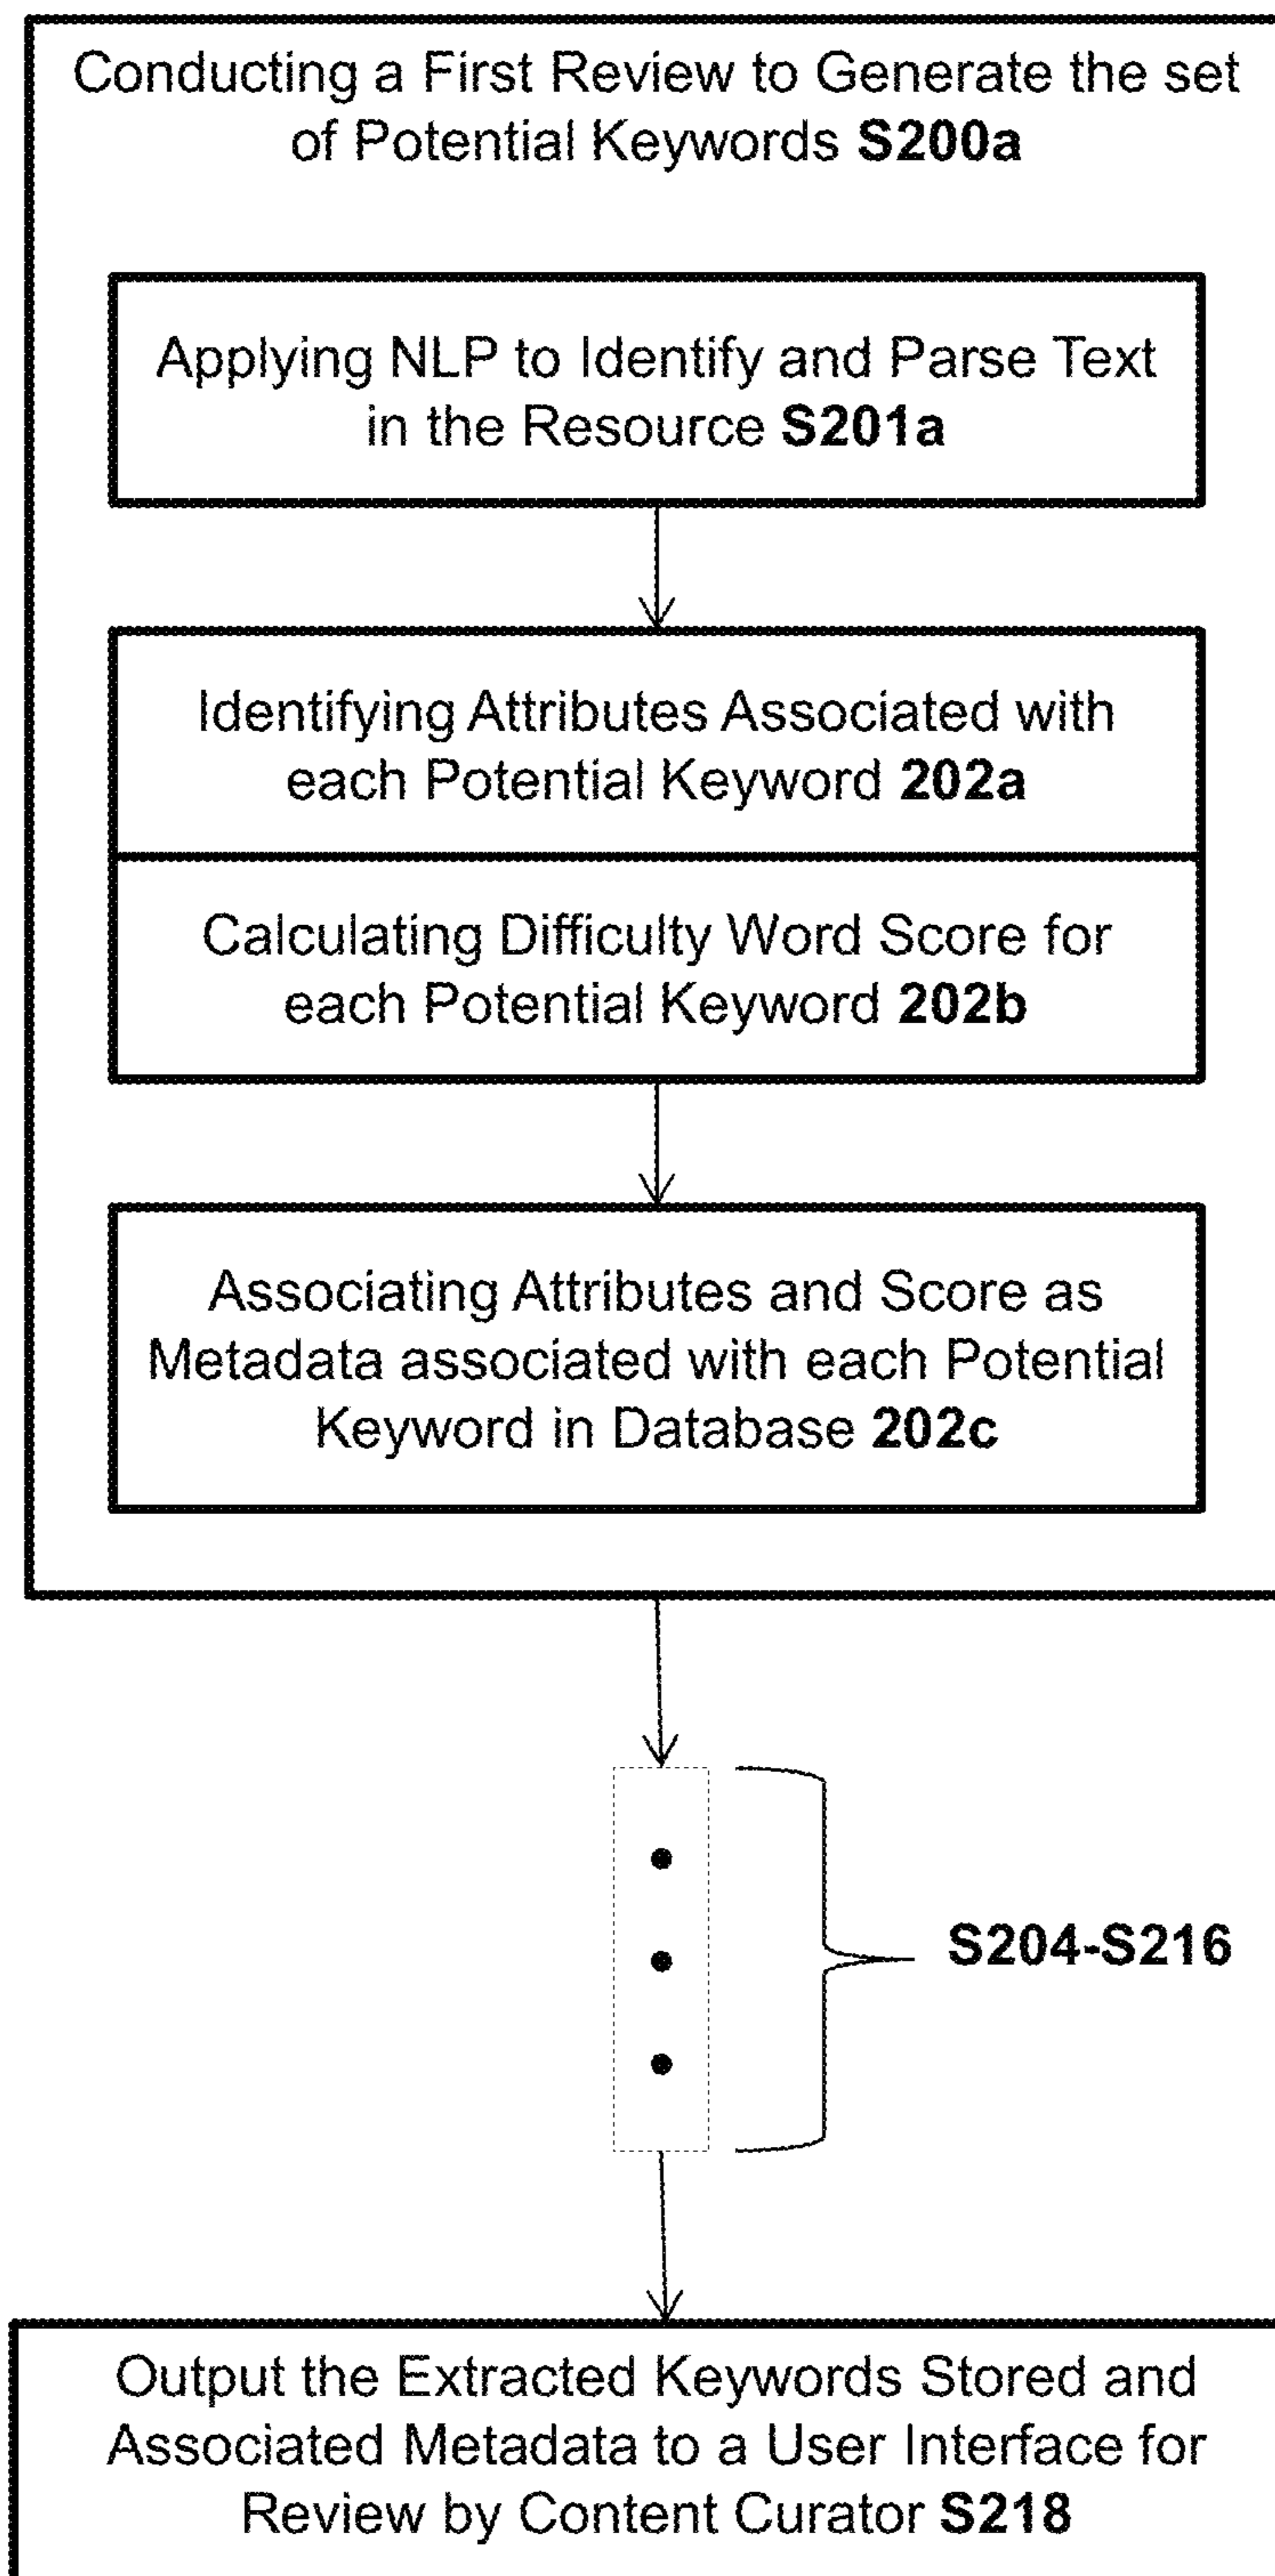 Conducting a First Review to Generate the set
of Potential Keywords S200a
Applying NLP to Identify and Parse Text
in the Resource S201a
Identifying Attributes Associated with
each Potential Keyword 202a
Calculating Difficulty Word Score for
each Potential Keyword 202b
Associating Attributes and Score as
Metadata associated with each Potential
Keyword in Database 202c
S204-S216
Output the Extracted Keywords Stored and
Associated Metadata to a User Interface for
Review by Content Curator S218